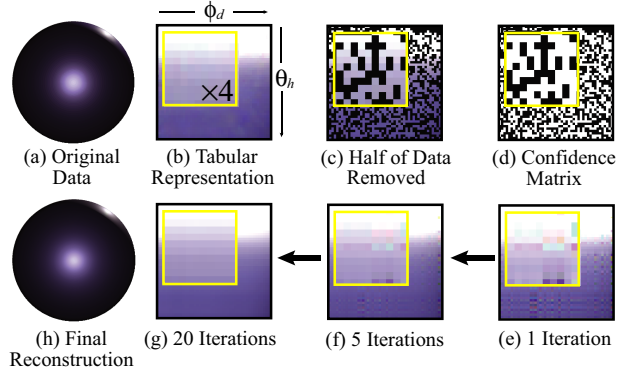 ϕd
θh
×4
(a) Original
Data
(b) Tabular
Representation
(c) Half of Data
Removed
(d) Confidence
Matrix
(h) Final
Reconstruction
(g) 20 Iterations
(f) 5 Iterations
(e) 1 Iteration